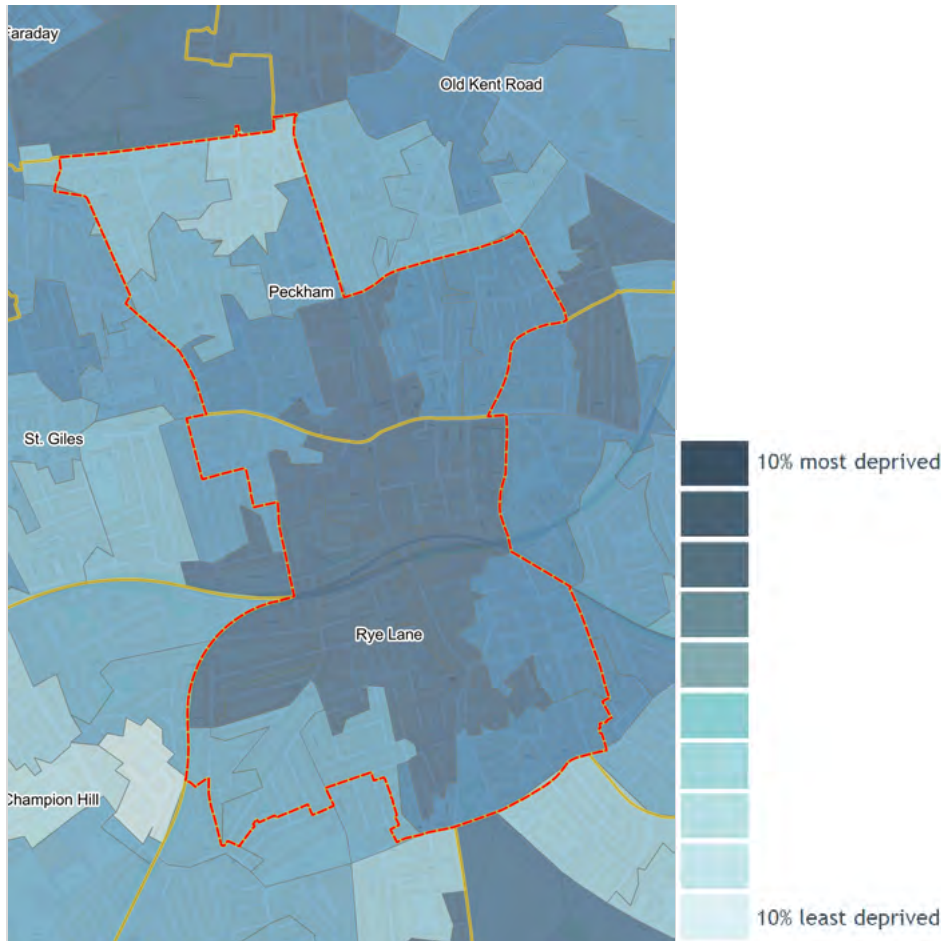 Faraday
Old Kent Road
Peckham
St. Giles
10% most deprived
Rye Lane
Champion Hill
10% least deprived